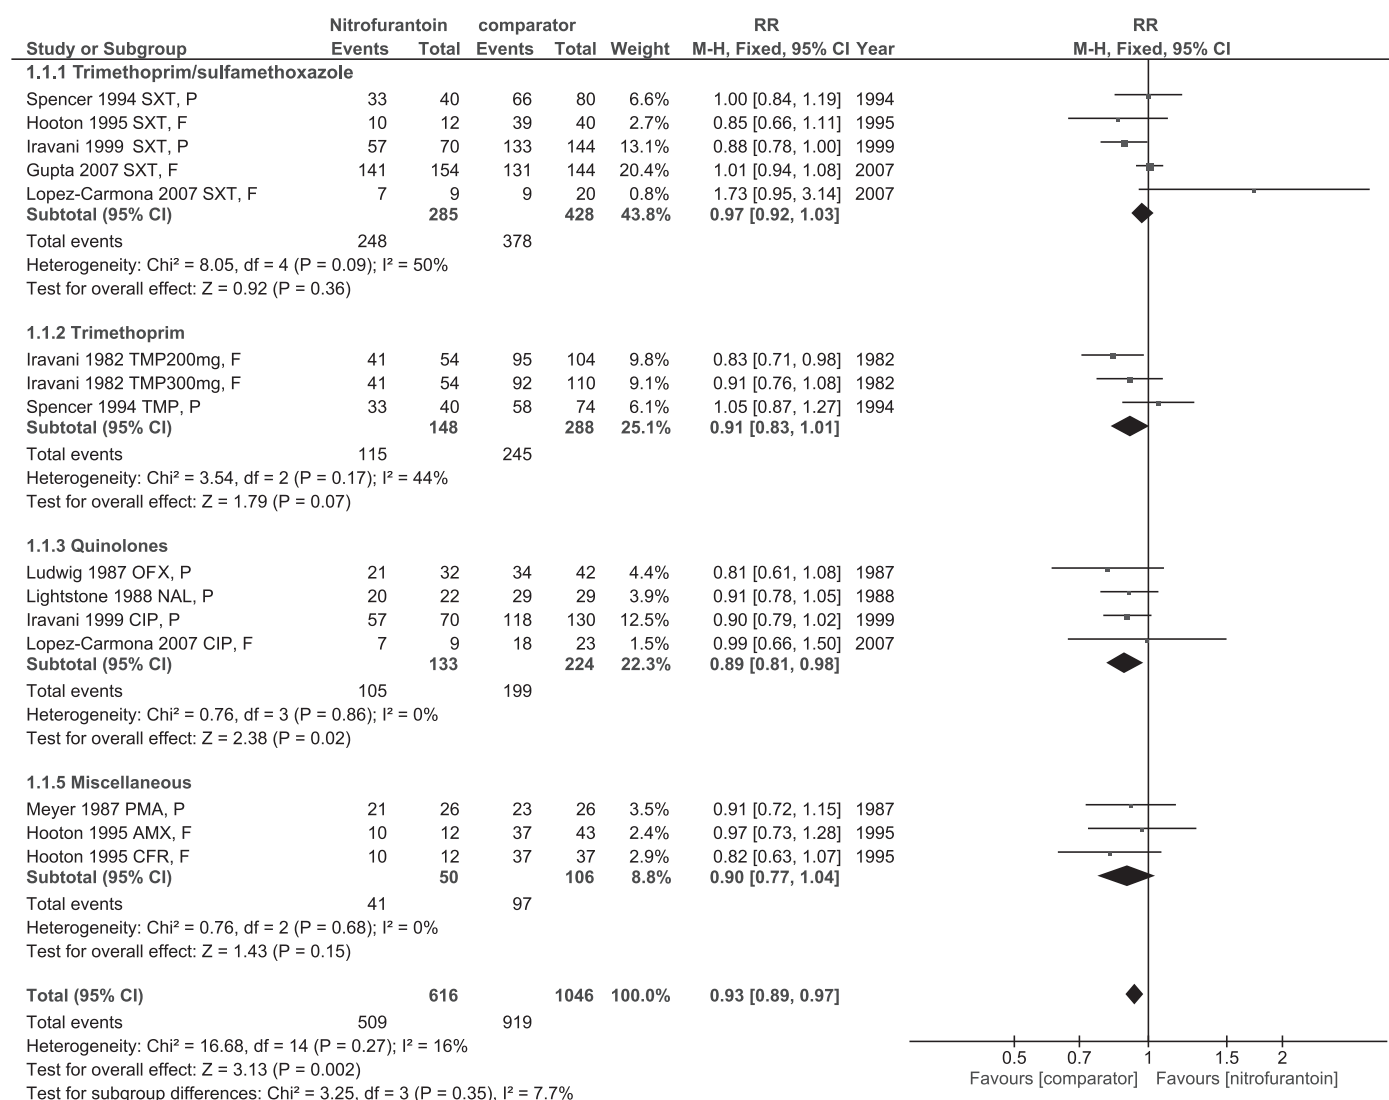 Nitrofurantoin comparator RR RR
Study or Subgroup Events Total Events Total Weight M-H, Fixed, 95% CI Year M-H, Fixed, 95% CI
1.1.1 Trimethoprim/sulfamethoxazole
Spencer 1994 SXT, P 33 40 66 80 6.6% 1.00 [0.84, 1.19] 1994
Hooton 1995 SXT, F 10 12 39 40 2.7% 0.85 [0.66, 1.11] 1995
Iravani 1999 SXT, P 57 70 133 144 13.1% 0.88 [0.78, 1.00] 1999
Gupta 2007 SXT, F 141 154 131 144 20.4% 1.01 [0.94, 1.08] 2007
Lopez-Carmona 2007 SXT, F 7 9 9 20 0.8% 1.73 [0.95, 3.14] 2007
Subtotal (95% CI) 285 428 43.8% 0.97 [0.92, 1.03]
Total events 248 378
Heterogeneity: Chi² = 8.05, df = 4 (P = 0.09); I² = 50%
Test for overall effect: Z = 0.92 (P = 0.36)
1.1.2 Trimethoprim
Iravani 1982 TMP200mg, F 41 54 95 104 9.8% 0.83 [0.71, 0.98] 1982
Iravani 1982 TMP300mg, F 41 54 92 110 9.1% 0.91 [0.76, 1.08] 1982
Spencer 1994 TMP, P 33 40 58 74 6.1% 1.05 [0.87, 1.27] 1994
Subtotal (95% CI) 148 288 25.1% 0.91 [0.83, 1.01]
Total events 115 245
Heterogeneity: Chi² = 3.54, df = 2 (P = 0.17); I² = 44%
Test for overall effect: Z = 1.79 (P = 0.07)
1.1.3 Quinolones
Ludwig 1987 OFX, P 21 32 34 42 4.4% 0.81 [0.61, 1.08] 1987
Lightstone 1988 NAL, P 20 22 29 29 3.9% 0.91 [0.78, 1.05] 1988
Iravani 1999 CIP, P 57 70 118 130 12.5% 0.90 [0.79, 1.02] 1999
Lopez-Carmona 2007 CIP, F 7 9 18 23 1.5% 0.99 [0.66, 1.50] 2007
Subtotal (95% CI) 133 224 22.3% 0.89 [0.81, 0.98]
Total events 105 199
Heterogeneity: Chi² = 0.76, df = 3 (P = 0.86); I² = 0%
Test for overall effect: Z = 2.38 (P = 0.02)
1.1.5 Miscellaneous
Meyer 1987 PMA, P 21 26 23 26 3.5% 0.91 [0.72, 1.15] 1987
Hooton 1995 AMX, F 10 12 37 43 2.4% 0.97 [0.73, 1.28] 1995
Hooton 1995 CFR, F 10 12 37 37 2.9% 0.82 [0.63, 1.07] 1995
Subtotal (95% CI) 50 106 8.8% 0.90 [0.77, 1.04]
Total events 41 97
Heterogeneity: Chi² = 0.76, df = 2 (P = 0.68); I² = 0%
Test for overall effect: Z = 1.43 (P = 0.15)
Total (95% CI) 616 1046 100.0% 0.93 [0.89, 0.97]
Total events 509 919
Heterogeneity: Chi² = 16.68, df = 14 (P = 0.27); I² = 16%
Test for overall effect: Z = 3.13 (P = 0.002)
Test for subgroup differences: Chi² = 3.25, df = 3 (P = 0.35), I² = 7.7%
0.5 0.7 1 1.5 2
Favours [comparator] Favours [nitrofurantoin]